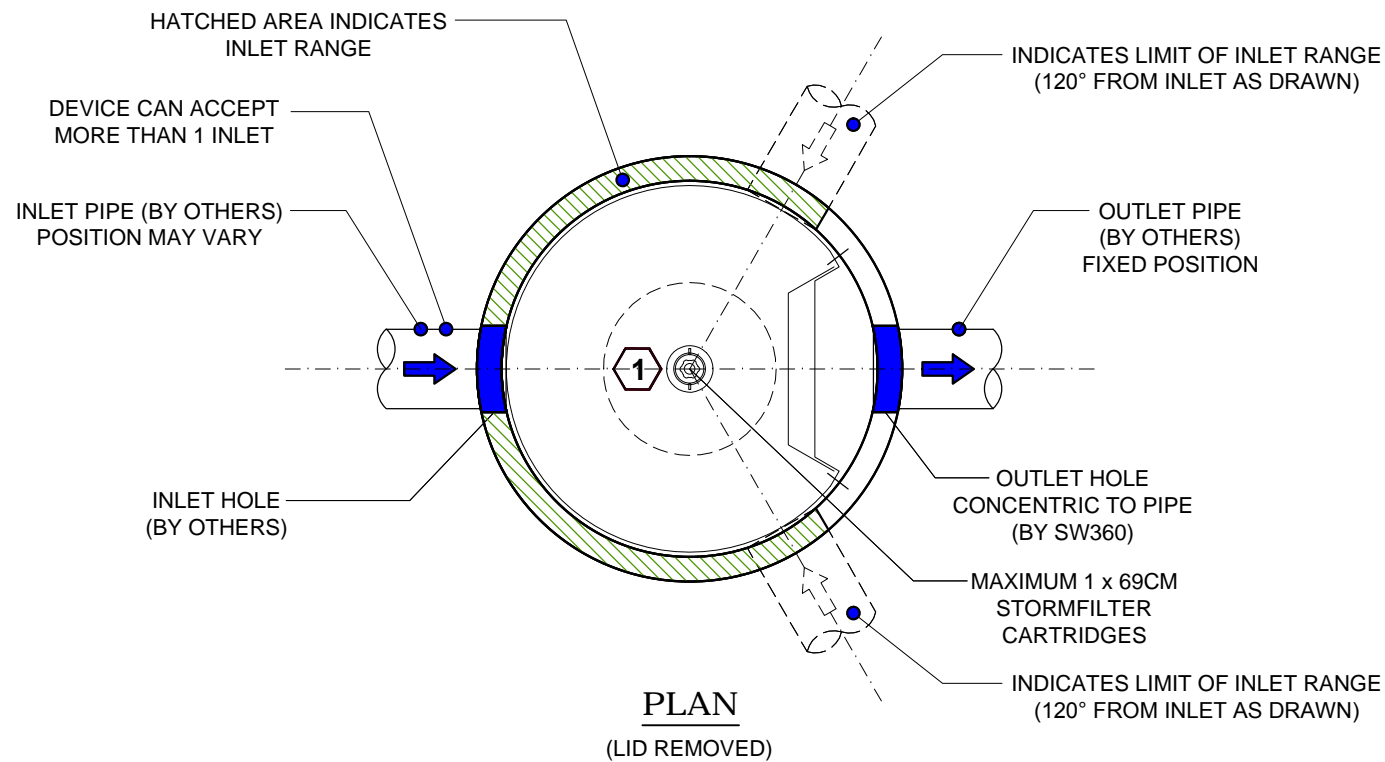 HATCHED AREA INDICATES
INLET RANGE
DEVICE CAN ACCEPT
MORE THAN 1 INLET
INLET PIPE (BY OTHERS)
POSITION MAY VARY
INLET HOLE
(BY OTHERS)
1
INDICATES LIMIT OF INLET RANGE
(120° FROM INLET AS DRAWN)
OUTLET PIPE
(BY OTHERS)
FIXED POSITION
OUTLET HOLE
CONCENTRIC TO PIPE
(BY SW360)
MAXIMUM 1 x 69CM
STORMFILTER
CARTRIDGES
INDICATES LIMIT OF INLET RANGE
(120° FROM INLET AS DRAWN)
PLAN
(LID REMOVED)